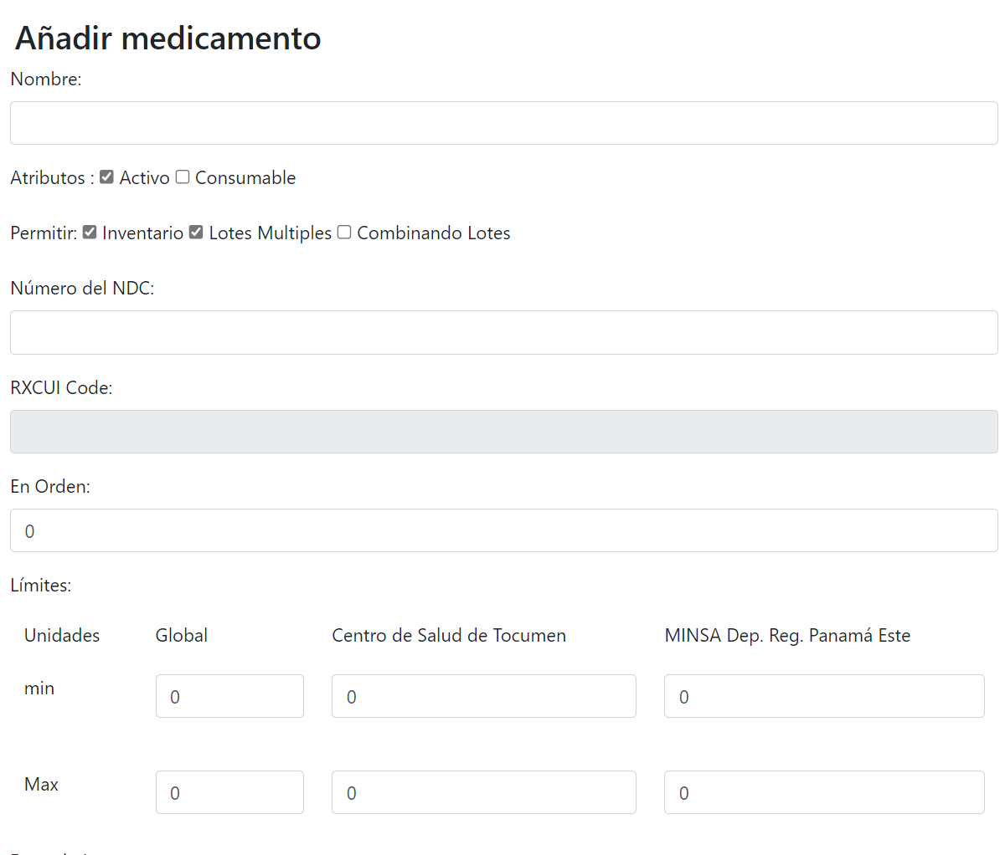 Añadir medicamento
Nombre:
Atributos : Activo Consumable
Permitir: Inventario Lotes Multiples Combinando Lotes
Número del NDC:
RXCUI Code:
En Orden:
0
Límites:
Unidades Global Centro de Salud de Tocumen MINSA Dep. Reg. Panamá Este
min 0 0 0
Max 0 0 0